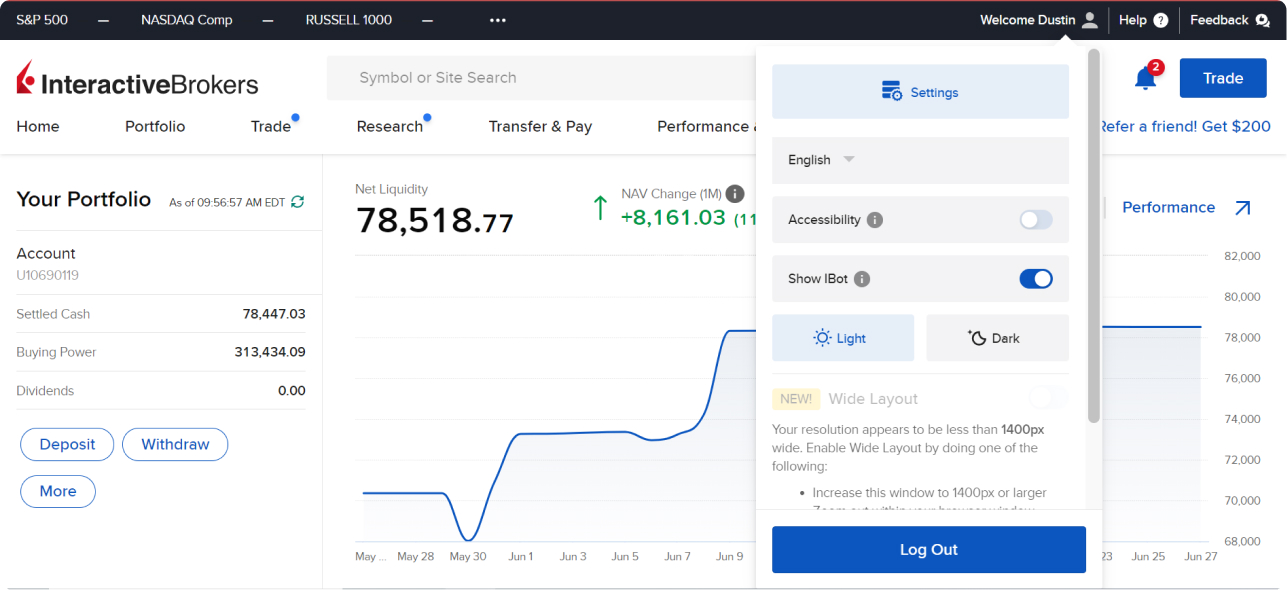 S&P 500 — NASDAQ Comp — RUSSELL 1000 — ••• Welcome Dustin Help ? Feedback
InteractiveBrokers
Symbol or Site Search
2
Trade
Home Portfolio Trade Research Transfer & Pay Performance & Refer a friend! Get $200
Your Portfolio As of 09:56:57 AM EDT
Account
U10690119
Settled Cash 78,447.03
Buying Power 313,434.09
Dividends 0.00
Deposit Withdraw
More
Net Liquidity
78,518.77
NAV Change (1M) i
+8,161.03 (11
Performance
82,000
80,000
78,000
76,000
74,000
72,000
70,000
68,000
May ... May 28 May 30 Jun 1 Jun 3 Jun 5 Jun 7 Jun 9 23 Jun 25 Jun 27
Settings
English
Accessibility i
Show IBot i
Light Dark
NEW! Wide Layout
Your resolution appears to be less than 1400px
wide. Enable Wide Layout by doing one of the
following:
• Increase this window to 1400px or larger
Zoom out within your browser window
Log Out